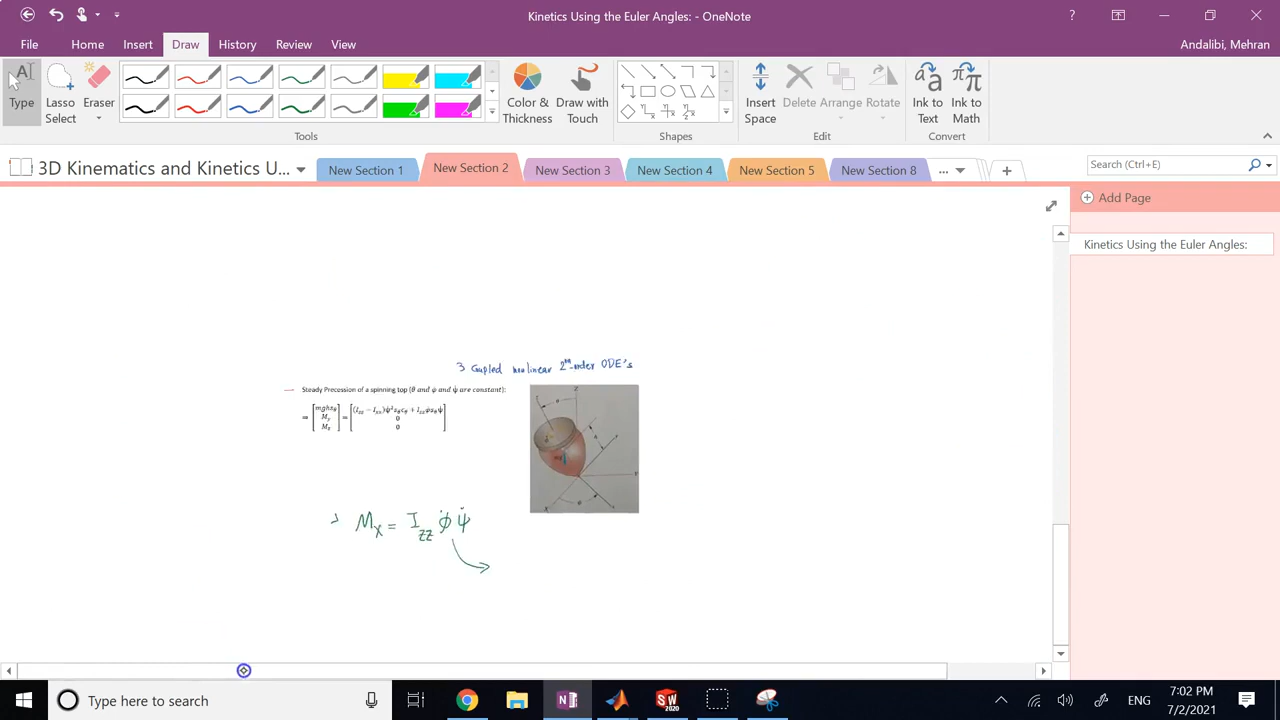 Kinetics Using the Euler Angles: - OneNote
File Home Insert Draw History Review View
Andalibi, Mehran
Type
Lasso Select
Eraser
Color & Thickness
Draw with Touch
Insert Space
Delete
Arrange
Rotate
Ink to Text
Ink to Math
Tools
Shapes
Edit
Convert
3D Kinematics and Kinetics U...
New Section 1
New Section 2
New Section 3
New Section 4
New Section 5
New Section 8
...
Search (Ctrl+E)
Add Page
Kinetics Using the Euler Angles:
3 Coupled nonlinear 2nd-order ODE's
Steady Precession of a spinning top (θ and φ̇ and ψ̇ are constant):
Mx = Izz φ̇ ψ̇
Type here to search
ENG
7:02 PM
7/2/2021